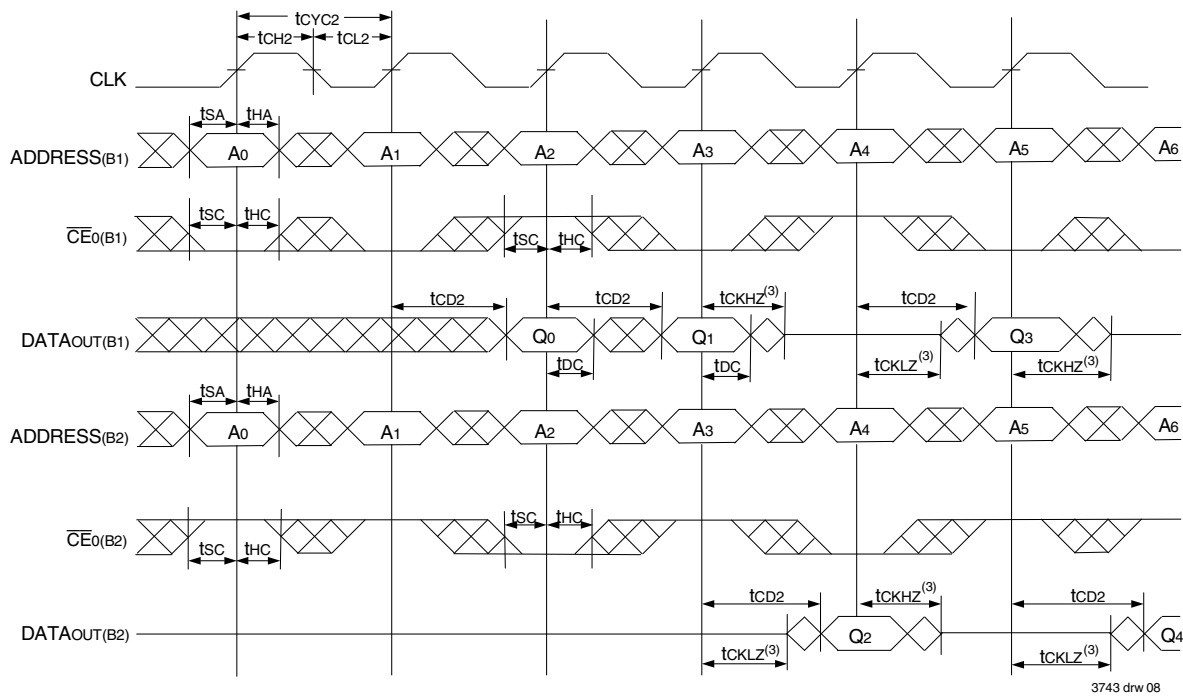 tCYC2
tCH2 tCL2
CLK
tSA tHA
ADDRESS(B1) A0 A1 A2 A3 A4 A5 A6
tSC tHC
CE0(B1)
tSC tHC
tCD2 tCD2 tCKHZ(3) tCD2
DATAOUT(B1) Q0 Q1 Q3
tDC tDC tCKLZ(3) tCKHZ(3)
tSA tHA
ADDRESS(B2) A0 A1 A2 A3 A4 A5 A6
tSC tHC
CE0(B2)
tSC tHC
tCD2 tCKHZ(3) tCD2
DATAOUT(B2) Q2 Q4
tCKLZ(3) tCKLZ(3)
3743 drw 08